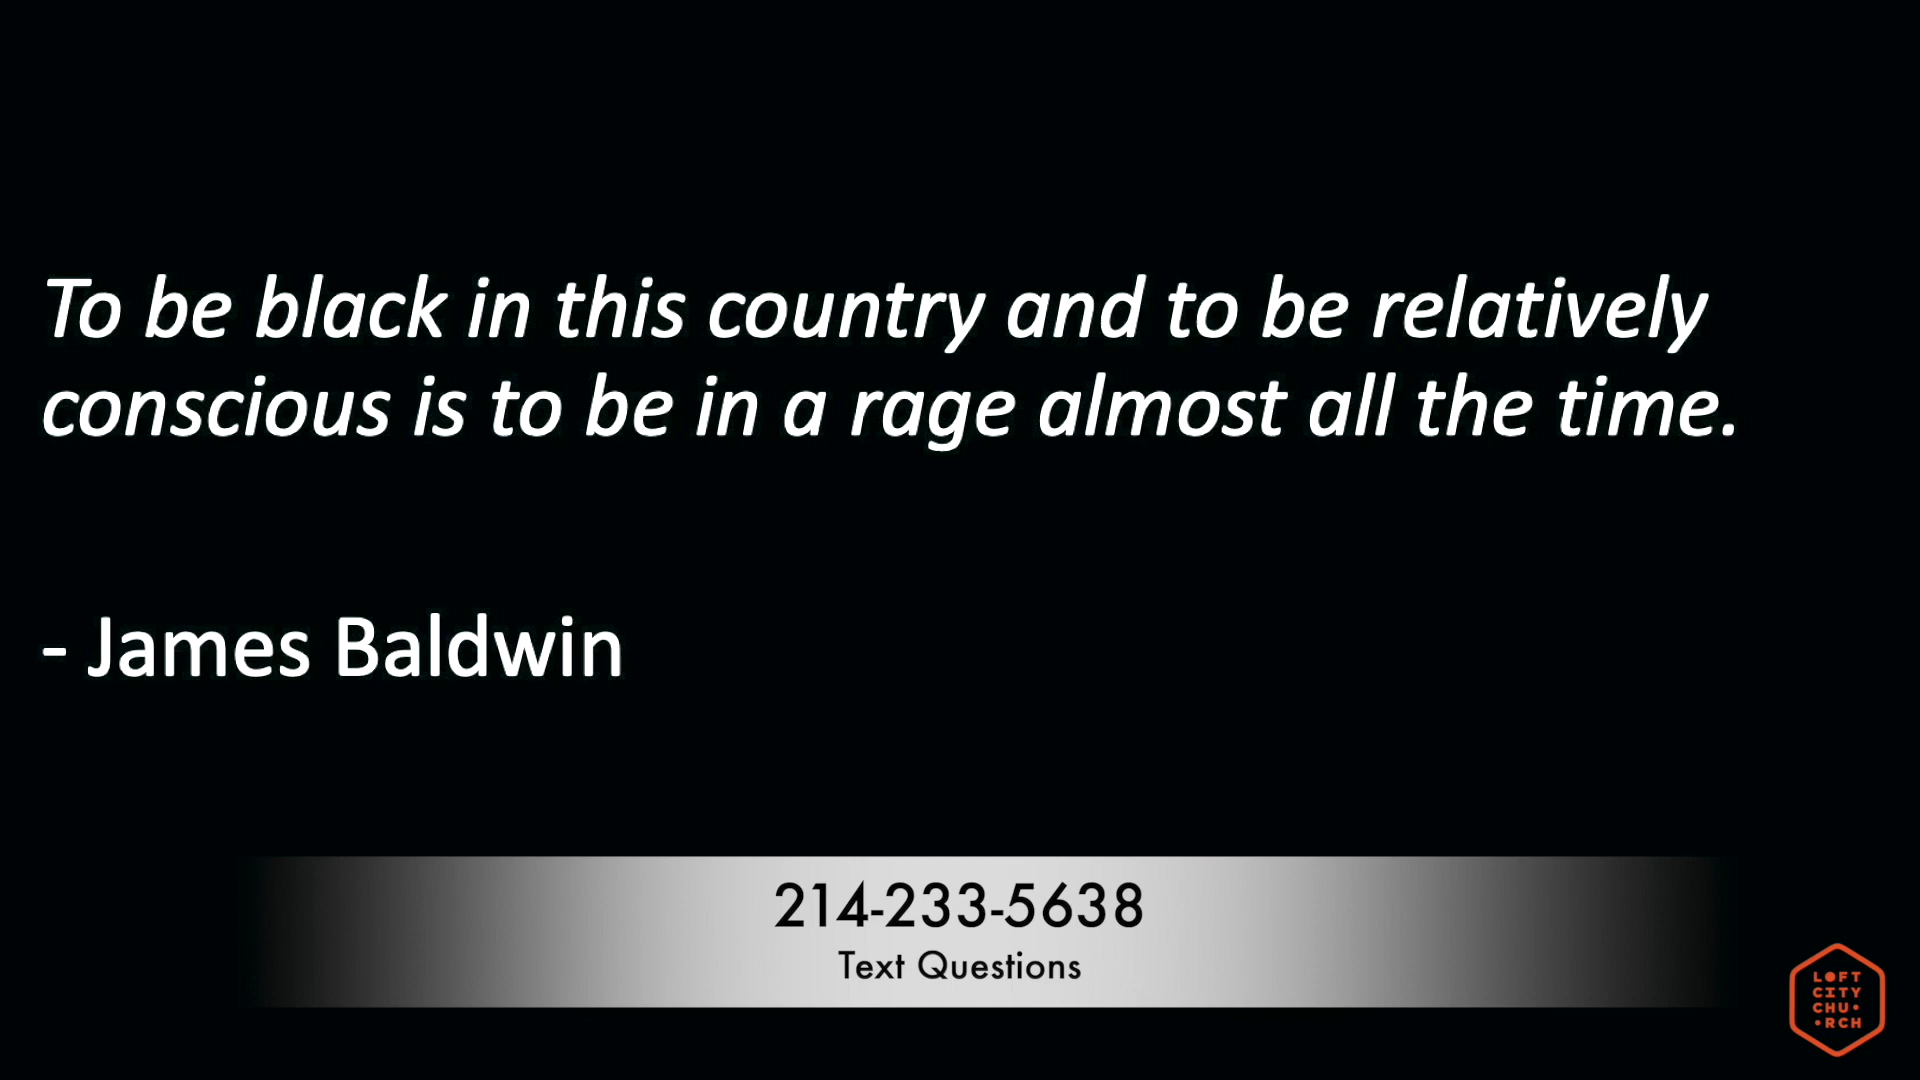 To be black in this country and to be relatively
conscious is to be in a rage almost all the time.
- James Baldwin
214-233-5638
Text Questions
LOFT
CITY
CHU•
•RCH